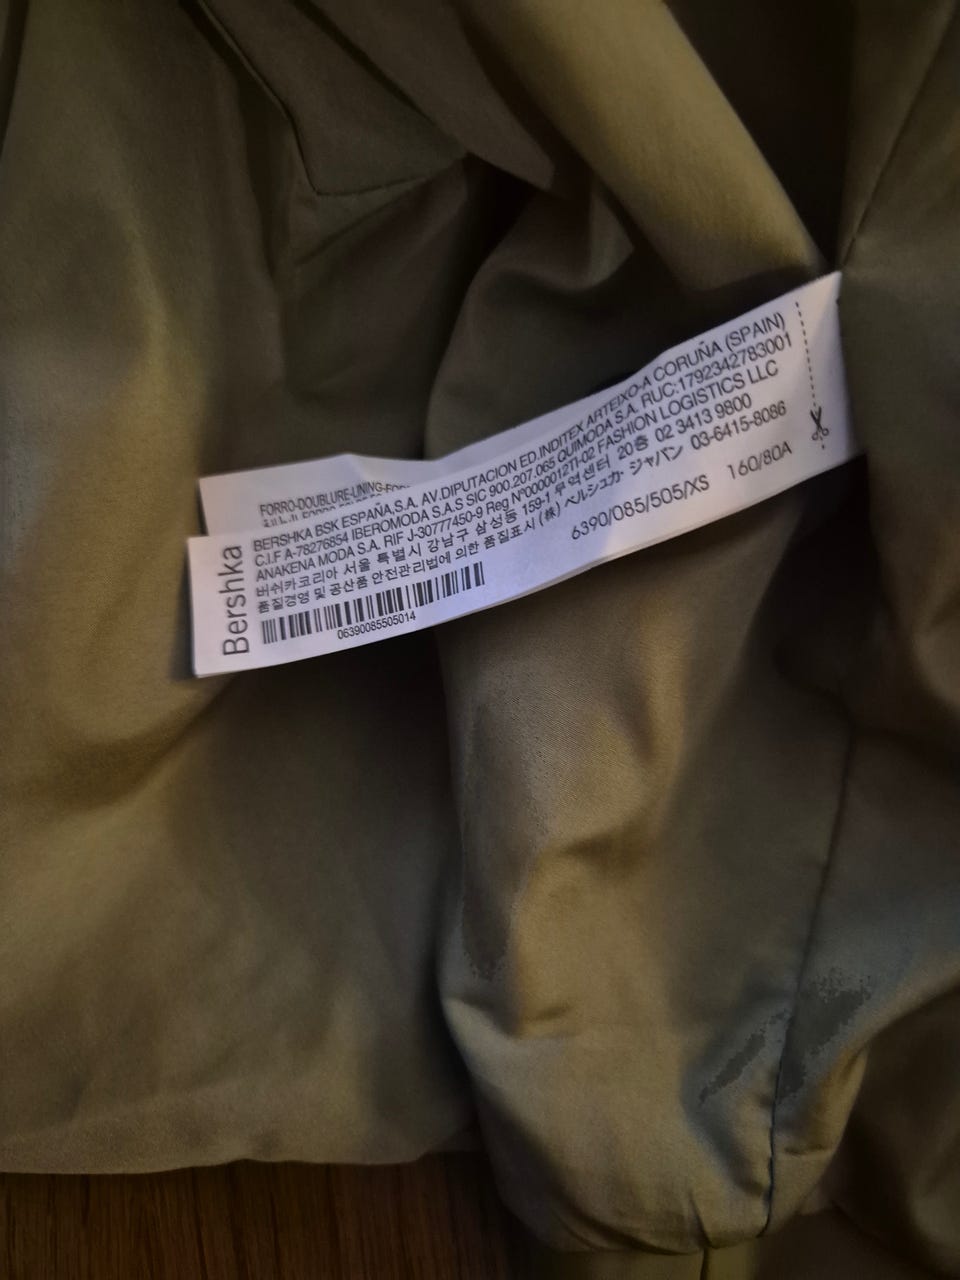 FORRO-DOUBLURE-LINING-FOR
Bershka
BERSHKA BSK ESPAÑA,S.A. AV.DIPUTACION ED.INDITEX ARTEIXO-A CORUÑA (SPAIN)
C.I.F A-78276854 IBEROMODA S.A.S SIC 900.207.065 QUIMODA S.A. RUC:1792342783001
ANAKENA MODA S.A. RIF J-30777450-9 Reg Nº000001271-02 FASHION LOGISTICS LLC
버쉬카코리아 서울 특별시 강남구 삼성동 159-1 무역센터 20층 02 3413 9800
품질경영 및 공산품 안전관리법에 의한 품질표시 (株) ベルシュカ・ジャパン 03-6415-8086
06390085505014
6390/085/505/XS 160/80A